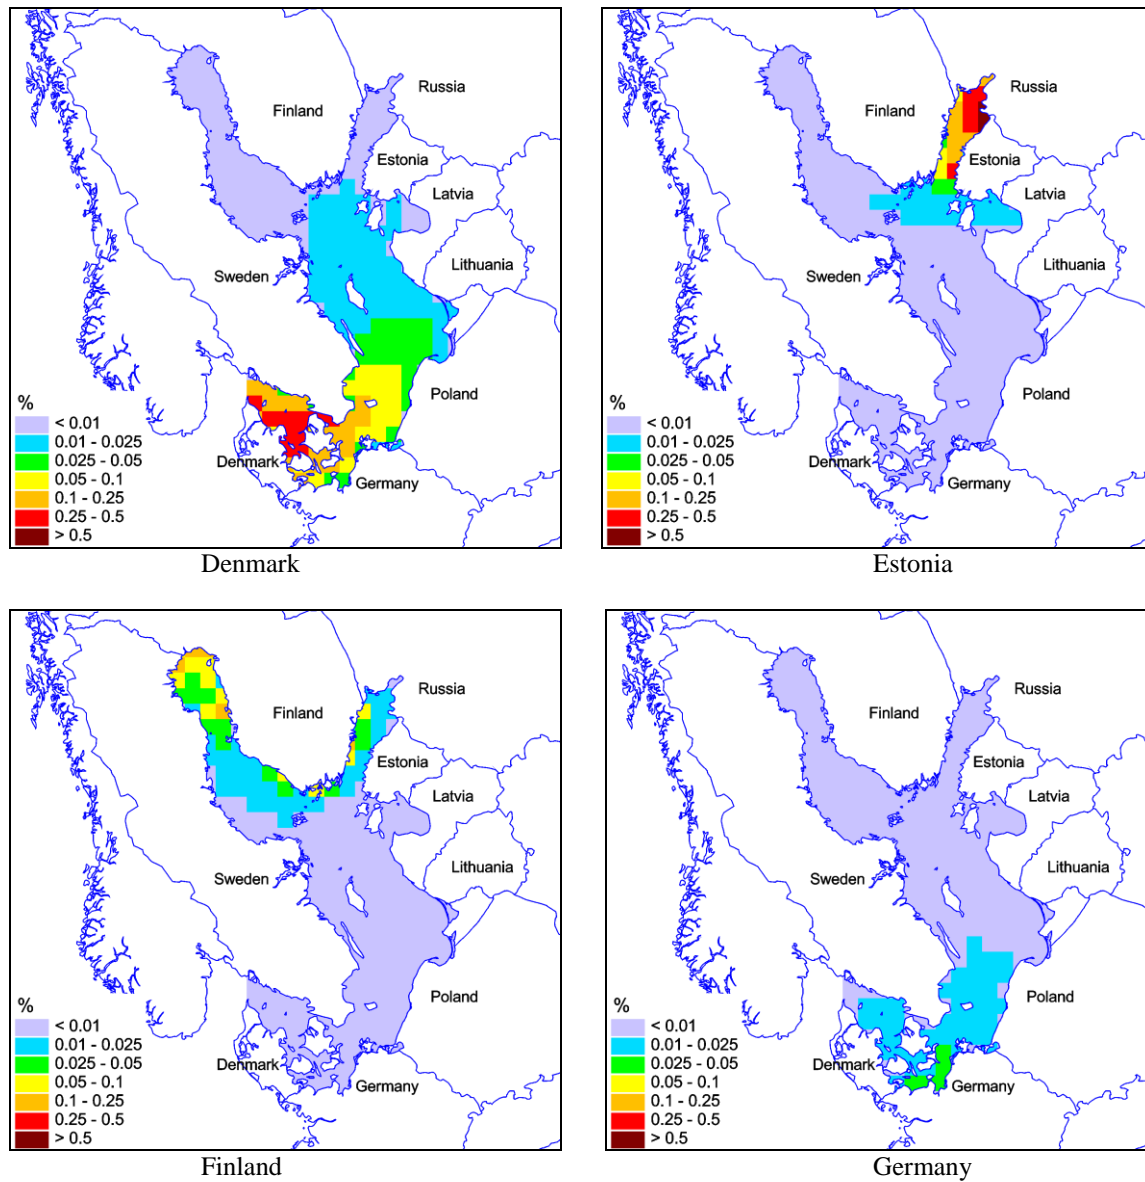 Russia
Finland
Estonia
Latvia
Lithuania
Sweden
Poland
Denmark
Germany
%
< 0.01
0.01 - 0.025
0.025 - 0.05
0.05 - 0.1
0.1 - 0.25
0.25 - 0.5
> 0.5
Denmark
Russia
Finland
Estonia
Latvia
Lithuania
Sweden
Poland
Denmark
Germany
%
< 0.01
0.01 - 0.025
0.025 - 0.05
0.05 - 0.1
0.1 - 0.25
0.25 - 0.5
> 0.5
Estonia
Russia
Finland
Estonia
Latvia
Lithuania
Sweden
Poland
Denmark
Germany
%
< 0.01
0.01 - 0.025
0.025 - 0.05
0.05 - 0.1
0.1 - 0.25
0.25 - 0.5
> 0.5
Finland
Russia
Finland
Estonia
Latvia
Lithuania
Sweden
Poland
Denmark
Germany
%
< 0.01
0.01 - 0.025
0.025 - 0.05
0.05 - 0.1
0.1 - 0.25
0.25 - 0.5
> 0.5
Germany